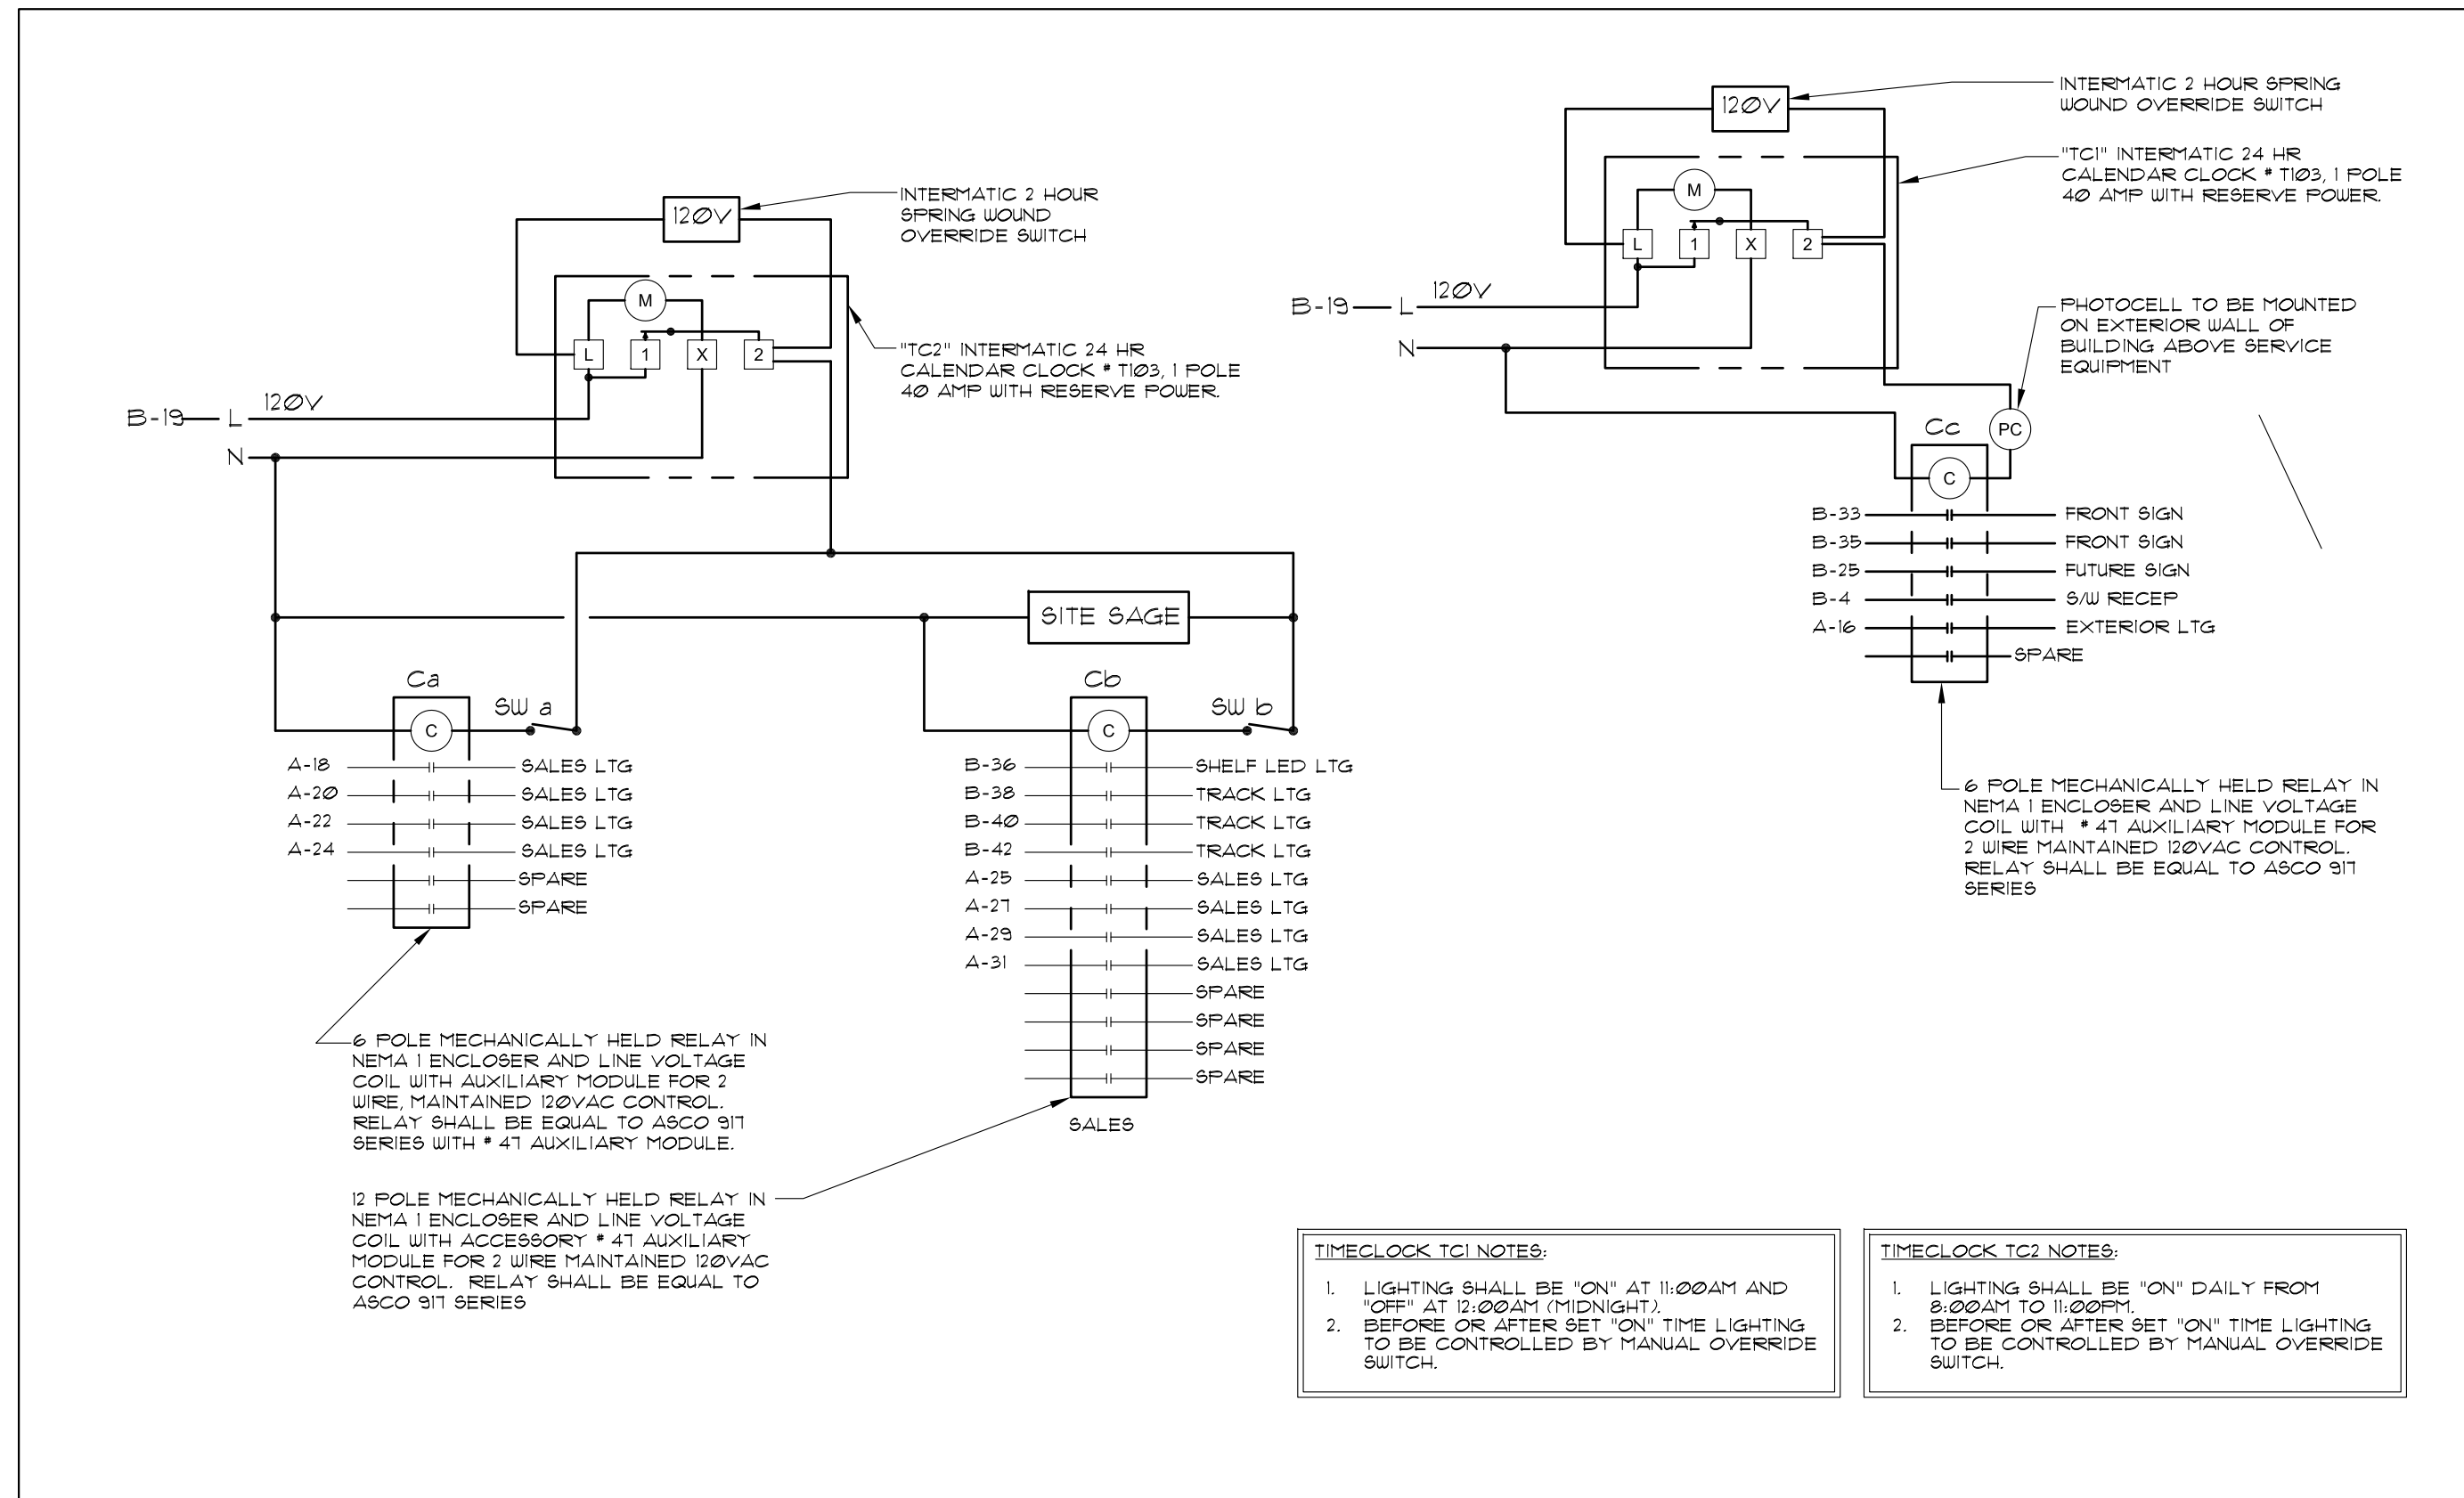 INTERMATIC 2 HOUR
SPRING WOUND
OVERRIDE SWITCH
120V
M
L 1 X 2
"TC2" INTERMATIC 24 HR
CALENDAR CLOCK # T103, 1 POLE
40 AMP WITH RESERVE POWER.
B-19 L 120V
N
SITE SAGE
Ca
SW a
C
A-18 SALES LTG
A-20 SALES LTG
A-22 SALES LTG
A-24 SALES LTG
SPARE
SPARE
6 POLE MECHANICALLY HELD RELAY IN
NEMA 1 ENCLOSER AND LINE VOLTAGE
COIL WITH AUXILIARY MODULE FOR 2
WIRE, MAINTAINED 120VAC CONTROL.
RELAY SHALL BE EQUAL TO ASCO 917
SERIES WITH # 47 AUXILIARY MODULE.
12 POLE MECHANICALLY HELD RELAY IN
NEMA 1 ENCLOSER AND LINE VOLTAGE
COIL WITH ACCESSORY # 47 AUXILIARY
MODULE FOR 2 WIRE MAINTAINED 120VAC
CONTROL. RELAY SHALL BE EQUAL TO
ASCO 917 SERIES
Cb
SW b
C
B-36 SHELF LED LTG
B-38 TRACK LTG
B-40 TRACK LTG
B-42 TRACK LTG
A-25 SALES LTG
A-27 SALES LTG
A-29 SALES LTG
A-31 SALES LTG
SPARE
SPARE
SPARE
SPARE
SALES
INTERMATIC 2 HOUR SPRING
WOUND OVERRIDE SWITCH
120V
"TC1" INTERMATIC 24 HR
CALENDAR CLOCK # T103, 1 POLE
40 AMP WITH RESERVE POWER.
M
L 1 X 2
B-19 L 120V
N
PHOTOCELL TO BE MOUNTED
ON EXTERIOR WALL OF
BUILDING ABOVE SERVICE
EQUIPMENT
Cc
PC
C
B-33 FRONT SIGN
B-35 FRONT SIGN
B-25 FUTURE SIGN
B-4 S/W RECEP
A-16 EXTERIOR LTG
SPARE
6 POLE MECHANICALLY HELD RELAY IN
NEMA 1 ENCLOSER AND LINE VOLTAGE
COIL WITH # 47 AUXILIARY MODULE FOR
2 WIRE MAINTAINED 120VAC CONTROL.
RELAY SHALL BE EQUAL TO ASCO 917
SERIES
TIMECLOCK TC1 NOTES:
1. LIGHTING SHALL BE "ON" AT 11:00AM AND
"OFF" AT 12:00AM (MIDNIGHT).
2. BEFORE OR AFTER SET "ON" TIME LIGHTING
TO BE CONTROLLED BY MANUAL OVERRIDE
SWITCH.
TIMECLOCK TC2 NOTES:
1. LIGHTING SHALL BE "ON" DAILY FROM
8:00AM TO 11:00PM.
2. BEFORE OR AFTER SET "ON" TIME LIGHTING
TO BE CONTROLLED BY MANUAL OVERRIDE
SWITCH.